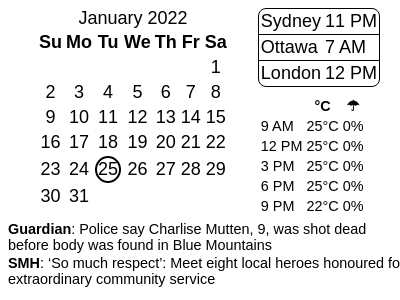 January 2022
Su Mo Tu We Th Fr Sa
1
2 3 4 5 6 7 8
9 10 11 12 13 14 15
16 17 18 19 20 21 22
23 24 25 26 27 28 29
30 31
Sydney 11 PM
Ottawa 7 AM
London 12 PM
°C ☂
9 AM 25°C 0%
12 PM 25°C 0%
3 PM 25°C 0%
6 PM 25°C 0%
9 PM 22°C 0%
Guardian: Police say Charlise Mutten, 9, was shot dead
before body was found in Blue Mountains
SMH: ‘So much respect’: Meet eight local heroes honoured fo
extraordinary community service